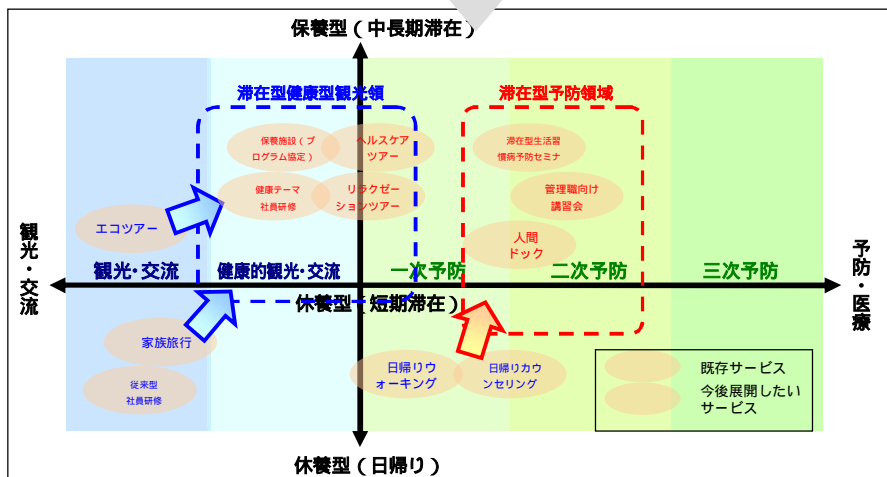 保養型（中長期滞在）
滞在型健康型観光領
滞在型予防領域
保養施設（プ
ログラム協定）
ヘルスケア
ツアー
滞在型生活習
慣病予防セミナ
健康テーマ
社員研修
リラクゼー
ションツアー
管理職向け
講習会
エコツアー
人間
ドック
観光・交流
観光・交流
健康的観光・交流
一次予防
二次予防
三次予防
予防・医療
休養型（短期滞在）
家族旅行
従来型
社員研修
日帰りウ
ォーキング
日帰りカウ
ンセリング
既存サービス
今後展開したい
サービス
休養型（日帰り）